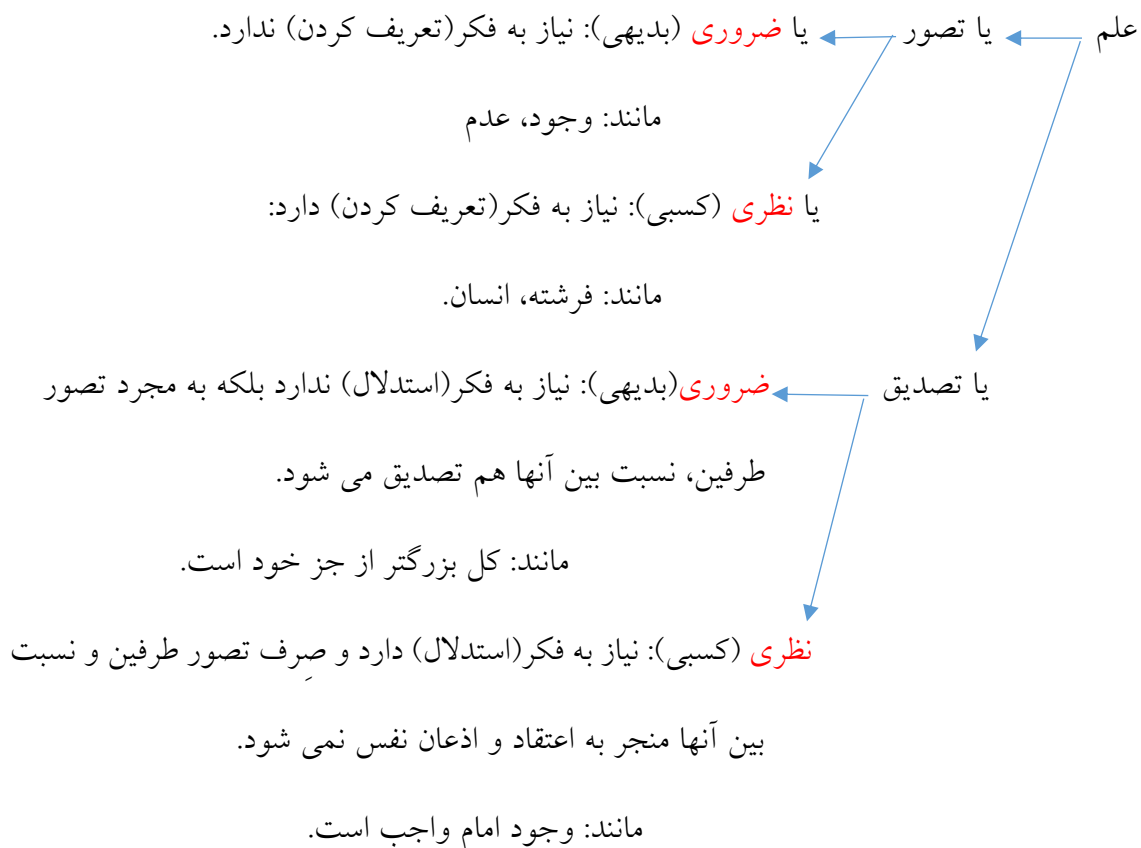 علم یا تصور یا ضروری (بدیهی): نیاز به فکر(تعریف کردن) ندارد.
مانند: وجود، عدم
یا نظری (کسبی): نیاز به فکر(تعریف کردن) دارد:
مانند: فرشته، انسان.
یا تصدیق ضروری(بدیهی): نیاز به فکر(استدلال) ندارد بلکه به مجرد تصور
طرفین، نسبت بین آنها هم تصدیق می شود.
مانند: کل بزرگتر از جز خود است.
نظری (کسبی): نیاز به فکر(استدلال) دارد و صِرف تصور طرفین و نسبت
بین آنها منجر به اعتقاد و اذعان نفس نمی شود.
مانند: وجود امام واجب است.